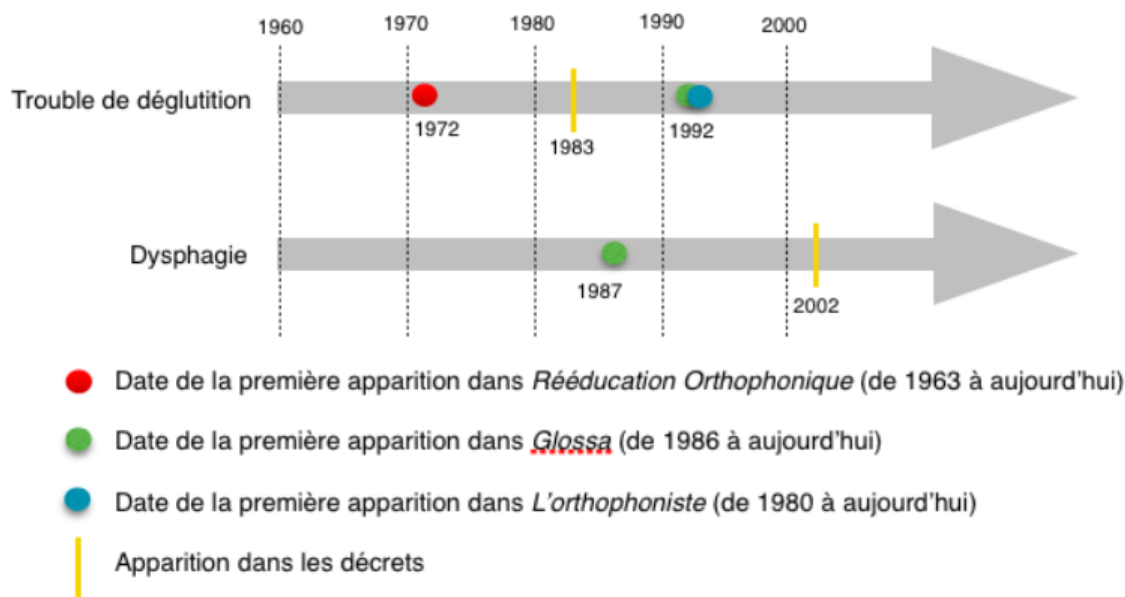 1960 1970 1980 1990 2000
Trouble de déglutition
1972 1983 1992
Dysphagie
1987 2002
Date de la première apparition dans Rééducation Orthophonique (de 1963 à aujourd'hui)
Date de la première apparition dans Glossa (de 1986 à aujourd'hui)
Date de la première apparition dans L'orthophoniste (de 1980 à aujourd'hui)
Apparition dans les décrets